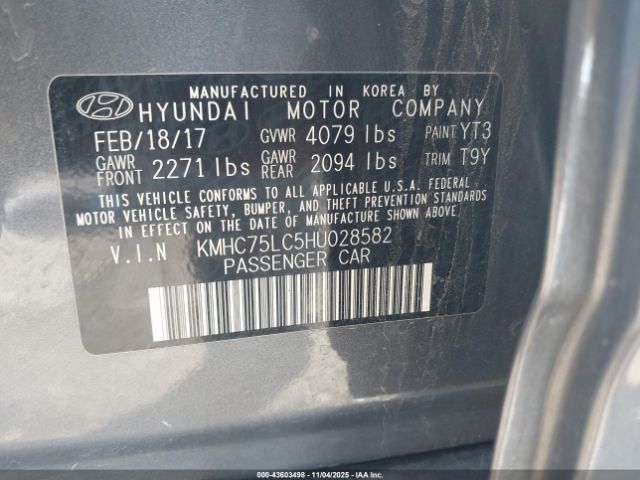 MANUFACTURED IN KOREA BY
HYUNDAI MOTOR COMPANY
FEB/18/17 GVWR 4079 lbs PAINT YT3
GAWR FRONT 2271 lbs GAWR REAR 2094 lbs TRIM T9Y
THIS VEHICLE CONFORMS TO ALL APPLICABLE U.S.A. FEDERAL
MOTOR VEHICLE SAFETY, BUMPER, AND THEFT PREVENTION STANDARDS
IN EFFECT ON THE DATE OF MANUFACTURE SHOWN ABOVE.
V.I.N KMHC75LC5HU028582
PASSENGER CAR
000-43603498 - 11/04/2025 - IAAI, Inc. Copyright